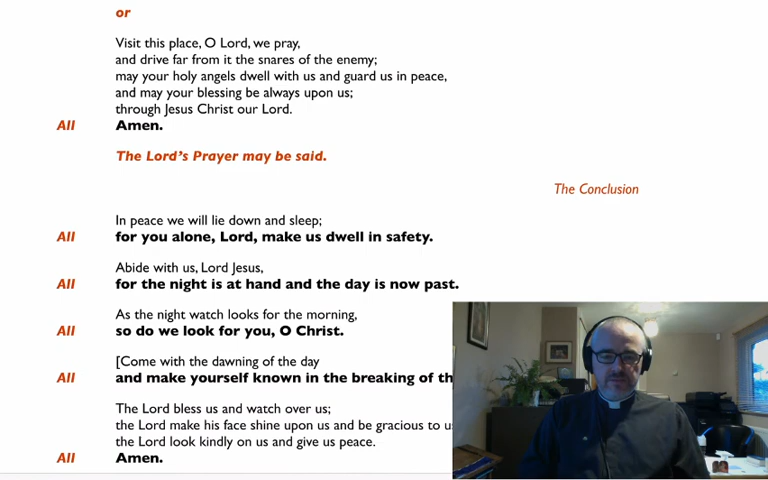 or
Visit this place, O Lord, we pray,
and drive far from it the snares of the enemy;
may your holy angels dwell with us and guard us in peace,
and may your blessing be always upon us;
through Jesus Christ our Lord.
All Amen.
The Lord's Prayer may be said.
The Conclusion
In peace we will lie down and sleep;
All for you alone, Lord, make us dwell in safety.
Abide with us, Lord Jesus,
All for the night is at hand and the day is now past.
As the night watch looks for the morning,
All so do we look for you, O Christ.
[Come with the dawning of the day
All and make yourself known in the breaking of
The Lord bless us and watch over us;
the Lord make his face shine upon us and be gracious to
the Lord look kindly on us and give us peace.
All Amen.